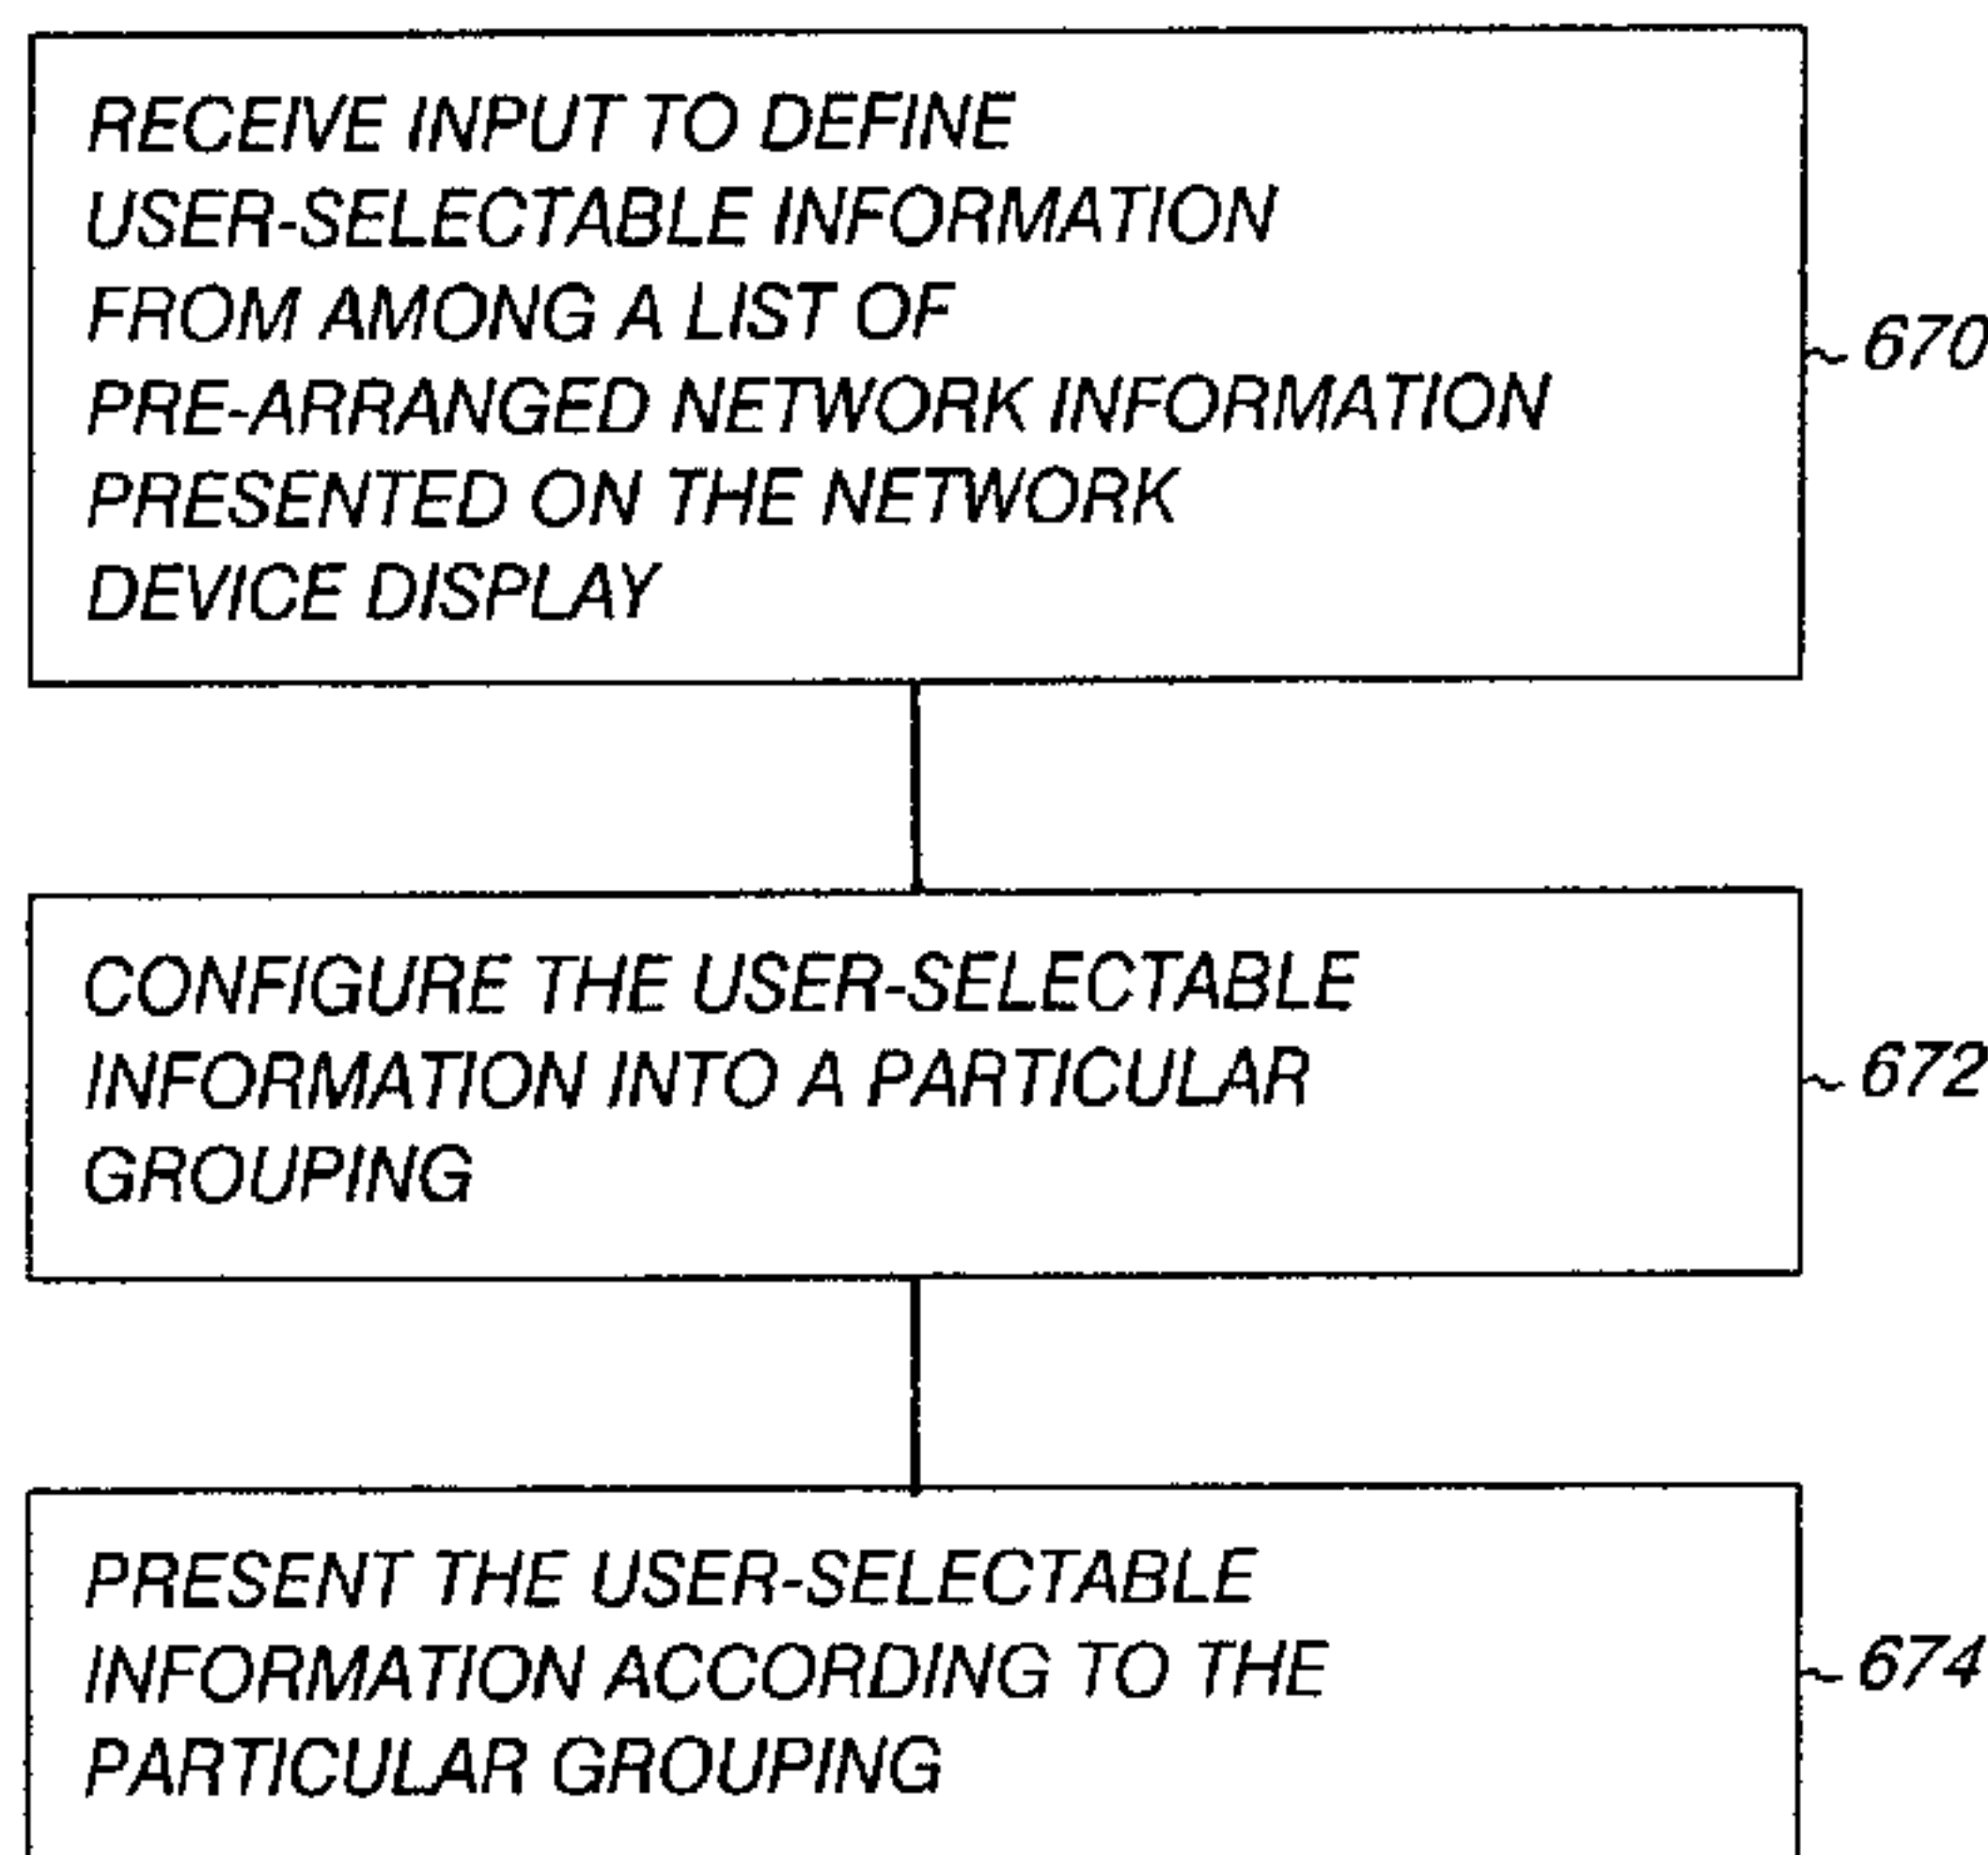 RECEIVE INPUT TO DEFINE
USER-SELECTABLE INFORMATION
FROM AMONG A LIST OF
PRE-ARRANGED NETWORK INFORMATION
PRESENTED ON THE NETWORK
DEVICE DISPLAY
670
CONFIGURE THE USER-SELECTABLE
INFORMATION INTO A PARTICULAR
GROUPING
672
PRESENT THE USER-SELECTABLE
INFORMATION ACCORDING TO THE
PARTICULAR GROUPING
674